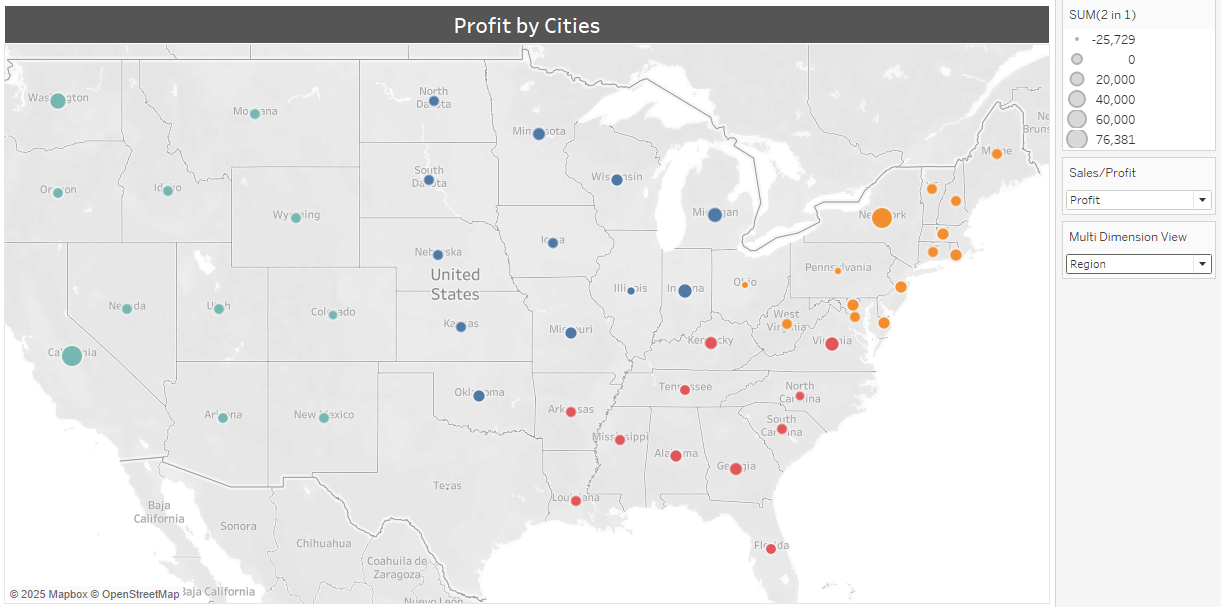 Profit by Cities
SUM(2 in 1)
-25,729
0
20,000
40,000
60,000
76,381
Sales/Profit
Profit
Multi Dimension View
Region
Washington
Montana
North
Dakota
Minnesota
Maine
New
Bruns
Oregon
Idaho
South
Dakota
Wisconsin
Wyoming
Michigan
New York
Nebraska
Iowa
United
States
Pennsylvania
Nevada
Utah
Colorado
Illinois
Indiana
Ohio
Kansas
Missouri
West
Virginia
California
Kentucky
Virginia
Oklahoma
Tennessee
North
Carolina
Arizona
New Mexico
Arkansas
South
Carolina
Mississippi
Alabama
Georgia
Texas
Louisiana
Baja
California
Sonora
Chihuahua
Florida
Coahuila de
Zaragoza
Baja California
Nuevo León
© 2025 Mapbox © OpenStreetMap